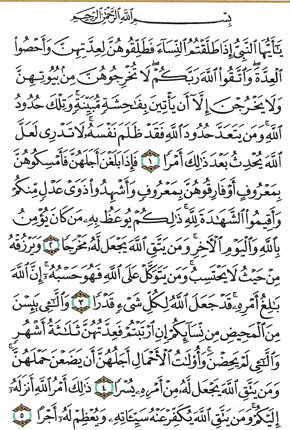 بِسْمِ ٱللَّهِ ٱلرَّحْمَٰنِ ٱلرَّحِيمِ
يَٰٓأَيُّهَا ٱلنَّبِىُّ إِذَا طَلَّقْتُمُ ٱلنِّسَآءَ فَطَلِّقُوهُنَّ لِعِدَّتِهِنَّ وَأَحْصُوا۟
ٱلْعِدَّةَ ۖ وَٱتَّقُوا۟ ٱللَّهَ رَبَّكُمْ ۖ لَا تُخْرِجُوهُنَّ مِنۢ بُيُوتِهِنَّ
وَلَا يَخْرُجْنَ إِلَّآ أَن يَأْتِينَ بِفَٰحِشَةٍ مُّبَيِّنَةٍ ۚ وَتِلْكَ حُدُودُ
ٱللَّهِ ۚ وَمَن يَتَعَدَّ حُدُودَ ٱللَّهِ فَقَدْ ظَلَمَ نَفْسَهُۥ ۚ لَا تَدْرِى لَعَلَّ
ٱللَّهَ يُحْدِثُ بَعْدَ ذَٰلِكَ أَمْرًا ١ فَإِذَا بَلَغْنَ أَجَلَهُنَّ فَأَمْسِكُوهُنَّ
بِمَعْرُوفٍ أَوْ فَارِقُوهُنَّ بِمَعْرُوفٍ وَأَشْهِدُوا۟ ذَوَىْ عَدْلٍ مِّنكُمْ
وَأَقِيمُوا۟ ٱلشَّهَٰدَةَ لِلَّهِ ۚ ذَٰلِكُمْ يُوعَظُ بِهِۦ مَن كَانَ يُؤْمِنُ
بِٱللَّهِ وَٱلْيَوْمِ ٱلْءَاخِرِ ۚ وَمَن يَتَّقِ ٱللَّهَ يَجْعَل لَّهُۥ مَخْرَجًا ٢ وَيَرْزُقْهُ
مِنْ حَيْثُ لَا يَحْتَسِبُ ۚ وَمَن يَتَوَكَّلْ عَلَى ٱللَّهِ فَهُوَ حَسْبُهُۥٓ ۚ إِنَّ ٱللَّهَ
بَٰلِغُ أَمْرِهِۦ ۚ قَدْ جَعَلَ ٱللَّهُ لِكُلِّ شَىْءٍ قَدْرًا ٣ وَٱلَّٰٓـِٔى يَئِسْنَ
مِنَ ٱلْمَحِيضِ مِن نِّسَآئِكُمْ إِنِ ٱرْتَبْتُمْ فَعِدَّتُهُنَّ ثَلَٰثَةُ أَشْهُرٍ
وَٱلَّٰٓـِٔى لَمْ يَحِضْنَ ۚ وَأُو۟لَٰتُ ٱلْأَحْمَالِ أَجَلُهُنَّ أَن يَضَعْنَ حَمْلَهُنَّ ۚ
وَمَن يَتَّقِ ٱللَّهَ يَجْعَل لَّهُۥ مِنْ أَمْرِهِۦ يُسْرًا ٤ ذَٰلِكَ أَمْرُ ٱللَّهِ أَنزَلَهُۥٓ
إِلَيْكُمْ ۚ وَمَن يَتَّقِ ٱللَّهَ يُكَفِّرْ عَنْهُ سَيِّـَٔاتِهِۦ وَيُعْظِمْ لَهُۥٓ أَجْرًا ٥